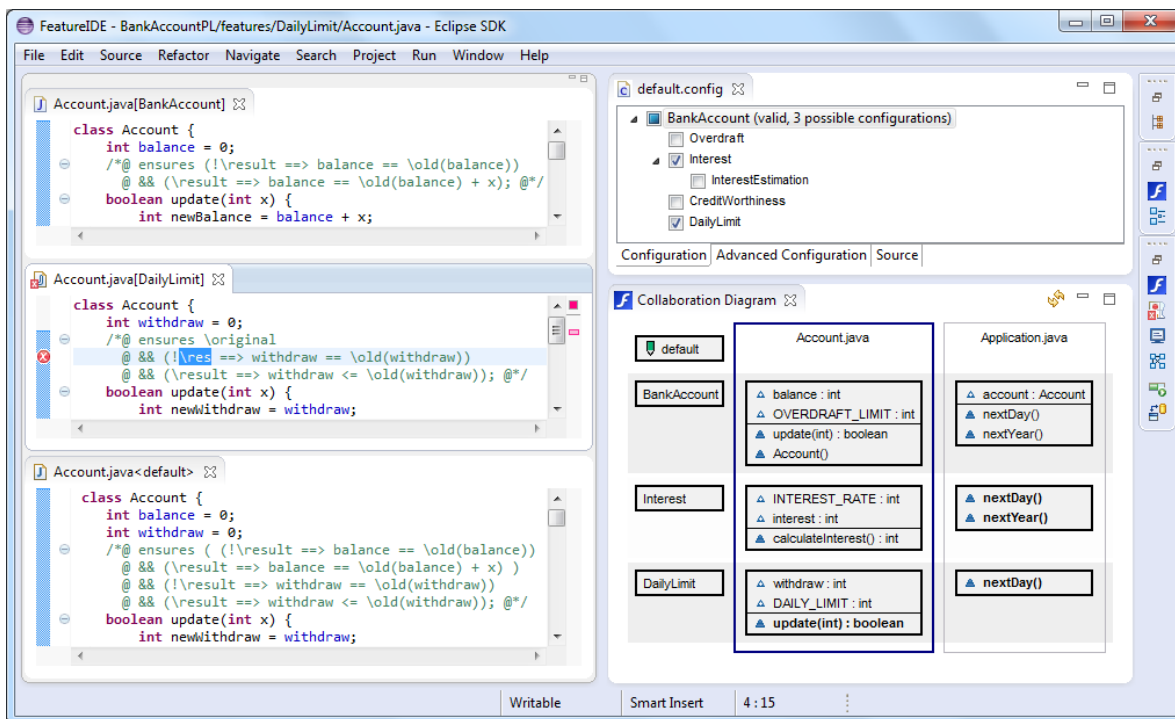 FeatureIDE - BankAccountPL/features/DailyLimit/Account.java - Eclipse SDK
File Edit Source Refactor Navigate Search Project Run Window Help
Account.java[BankAccount]
class Account {
int balance = 0;
/*@ ensures (!\result ==> balance == \old(balance))
@ && (\result ==> balance == \old(balance) + x); @*/
boolean update(int x) {
int newBalance = balance + x;
Account.java[DailyLimit]
class Account {
int withdraw = 0;
/*@ ensures \original
@ && (!\res ==> withdraw == \old(withdraw))
@ && (\result ==> withdraw <= \old(withdraw)); @*/
boolean update(int x) {
int newWithdraw = withdraw;
Account.java<default>
class Account {
int balance = 0;
int withdraw = 0;
/*@ ensures ( (!\result ==> balance == \old(balance))
@ && (\result ==> balance == \old(balance) + x) )
@ && (!\result ==> withdraw == \old(withdraw))
@ && (\result ==> withdraw <= \old(withdraw)); @*/
boolean update(int x) {
int newWithdraw = withdraw;
default.config
BankAccount (valid, 3 possible configurations)
Overdraft
Interest
InterestEstimation
CreditWorthiness
DailyLimit
Configuration Advanced Configuration Source
Collaboration Diagram
default
Account.java
Application.java
BankAccount
balance : int
OVERDRAFT_LIMIT : int
update(int) : boolean
Account()
account : Account
nextDay()
nextYear()
Interest
INTEREST_RATE : int
interest : int
calculateInterest() : int
nextDay()
nextYear()
DailyLimit
withdraw : int
DAILY_LIMIT : int
update(int) : boolean
nextDay()
Writable Smart Insert 4 : 15